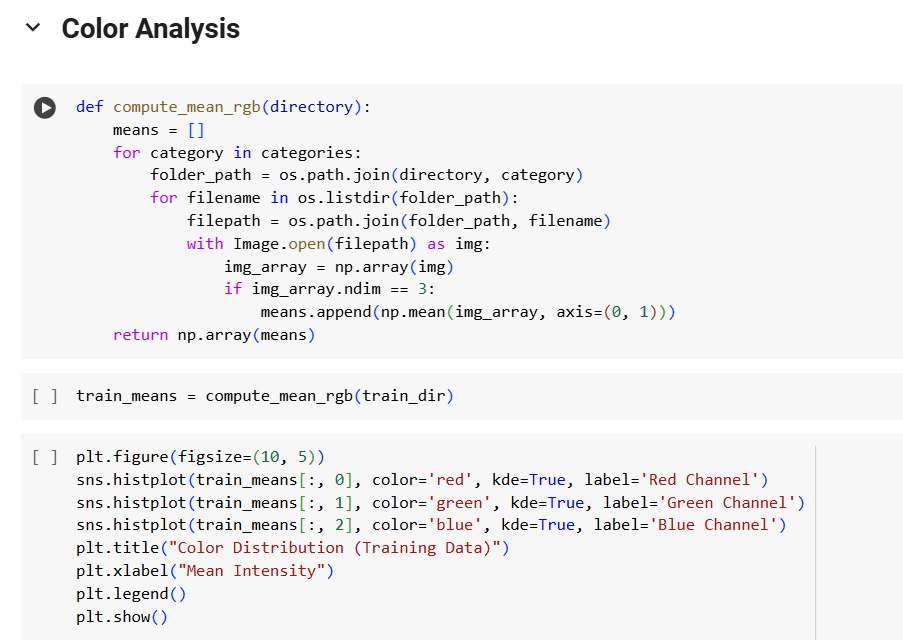 Color Analysis
def compute_mean_rgb(directory):
    means = []
    for category in categories:
        folder_path = os.path.join(directory, category)
        for filename in os.listdir(folder_path):
            filepath = os.path.join(folder_path, filename)
            with Image.open(filepath) as img:
                img_array = np.array(img)
                if img_array.ndim == 3:
                    means.append(np.mean(img_array, axis=(0, 1)))
    return np.array(means)
[ ] train_means = compute_mean_rgb(train_dir)
[ ] plt.figure(figsize=(10, 5))
sns.histplot(train_means[:, 0], color='red', kde=True, label='Red Channel')
sns.histplot(train_means[:, 1], color='green', kde=True, label='Green Channel')
sns.histplot(train_means[:, 2], color='blue', kde=True, label='Blue Channel')
plt.title("Color Distribution (Training Data)")
plt.xlabel("Mean Intensity")
plt.legend()
plt.show()